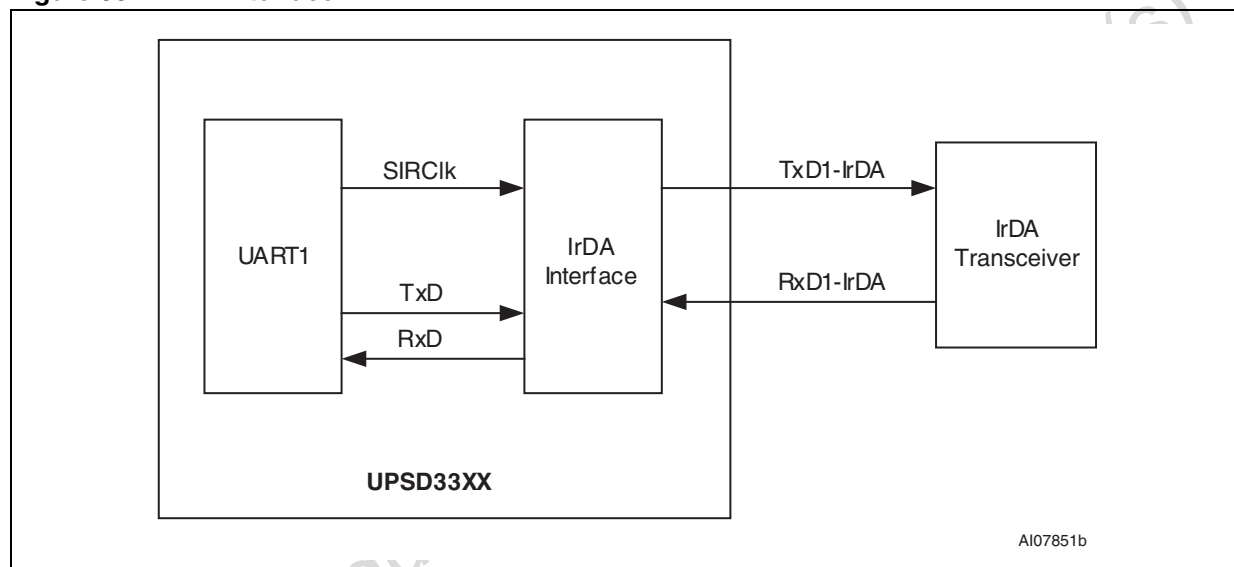 SIRClk
TxD1-IrDA
UART1
IrDA
Interface
IrDA
Transceiver
TxD
RxD1-IrDA
RxD
UPSD33XX
AI07851b